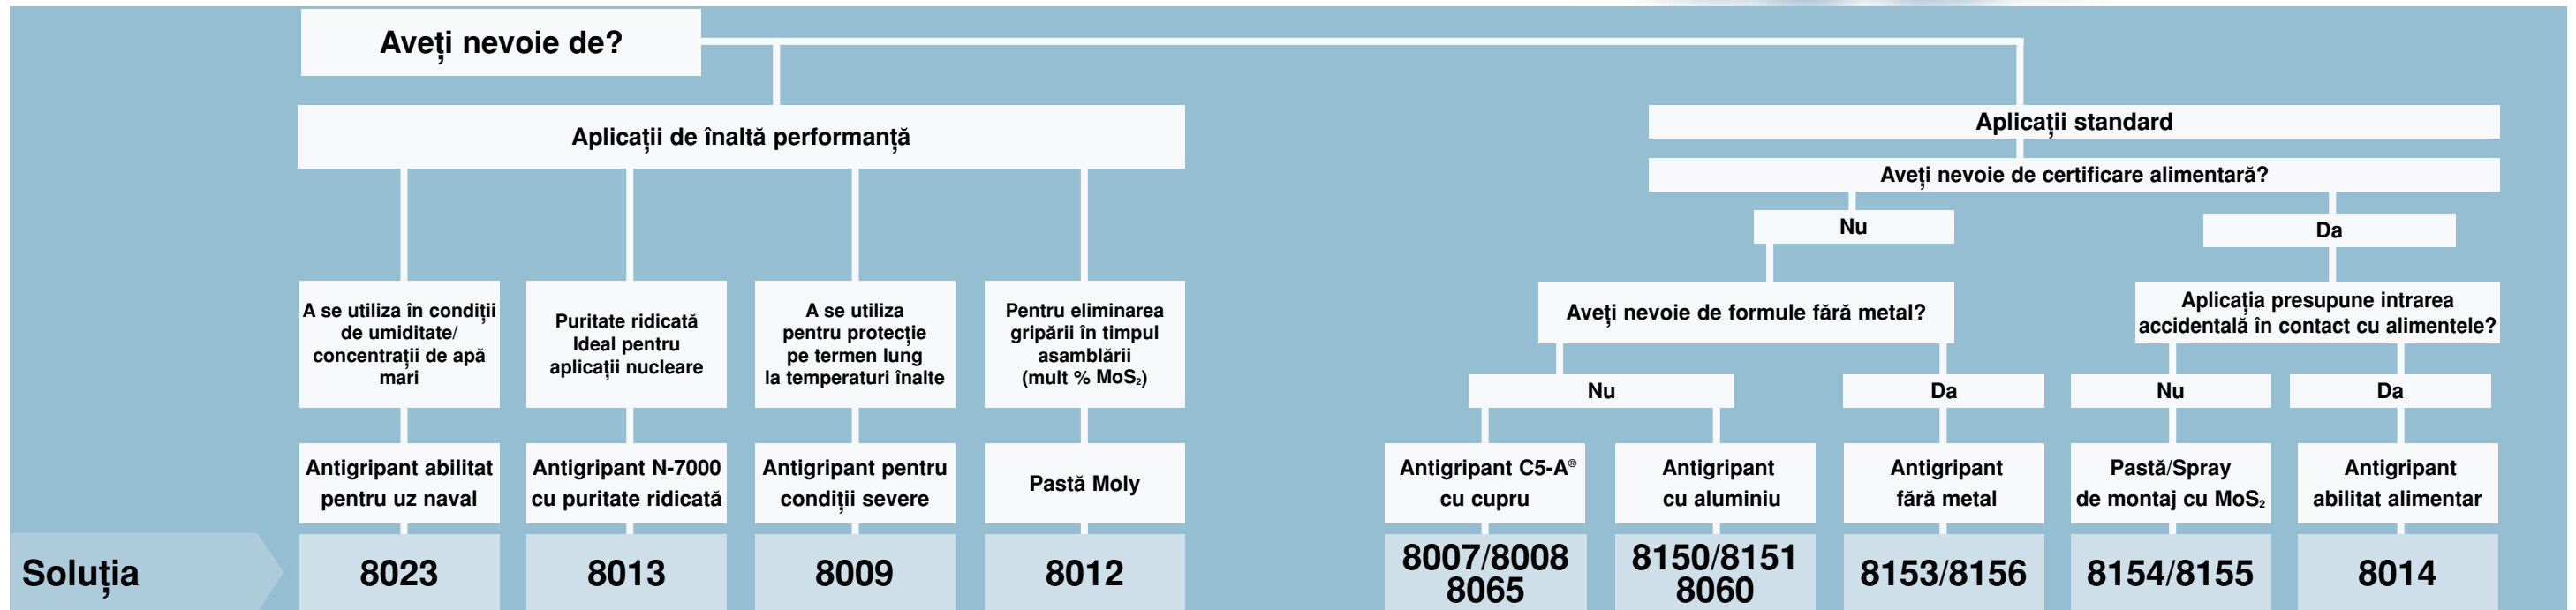 Aveți nevoie de?
Aplicații de înaltă performanță
Aplicații standard
Aveți nevoie de certificare alimentară?
Nu
Da
A se utiliza în condiții
de umiditate/
concentrații de apă
mari
Puritate ridicată
Ideal pentru
aplicații nucleare
A se utiliza
pentru protecție
pe termen lung
la temperaturi înalte
Pentru eliminarea
gripării în timpul
asamblării
(mult % MoS₂)
Aveți nevoie de formule fără metal?
Aplicația presupune intrarea
accidentală în contact cu alimentele?
Nu
Da
Nu
Da
Antigripant abilitat
pentru uz naval
Antigripant N-7000
cu puritate ridicată
Antigripant pentru
condiții severe
Pastă Moly
Antigripant C5-A®
cu cupru
Antigripant
cu aluminiu
Antigripant
fără metal
Pastă/Spray
de montaj cu MoS₂
Antigripant
abilitat alimentar
Soluția
8023
8013
8009
8012
8007/8008
8065
8150/8151
8060
8153/8156
8154/8155
8014